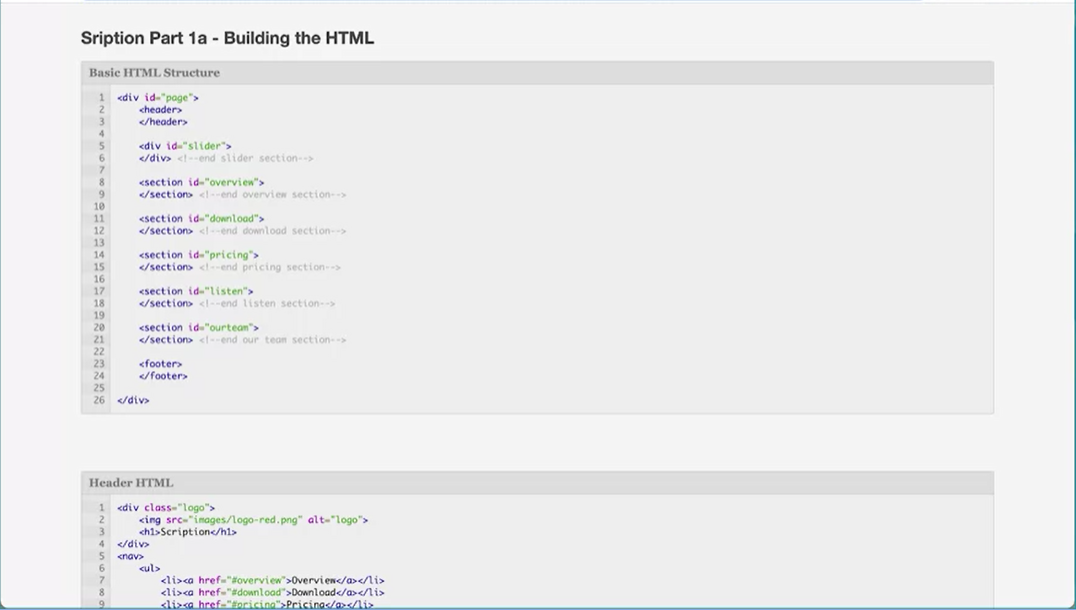 Sription Part 1a - Building the HTML
Basic HTML Structure
1 <div id="page">
2 <header>
3 </header>
4
5 <div id="slider">
6 </div> <!--end slider section-->
7
8 <section id="overview">
9 </section> <!--end overview section-->
10
11 <section id="download">
12 </section> <!--end download section-->
13
14 <section id="pricing">
15 </section> <!--end pricing section-->
16
17 <section id="listen">
18 </section> <!--end listen section-->
19
20 <section id="ourteam">
21 </section> <!--end our team section-->
22
23 <footer>
24 </footer>
25
26 </div>
Header HTML
1 <div class="logo">
2 <img src="images/logo-red.png" alt="logo">
3 <h1>Scription</h1>
4 </div>
5 <nav>
6 <ul>
7 <li><a href="#overview">Overview</a></li>
8 <li><a href="#download">Download</a></li>
9 <li><a href="#pricing">Pricing</a></li>